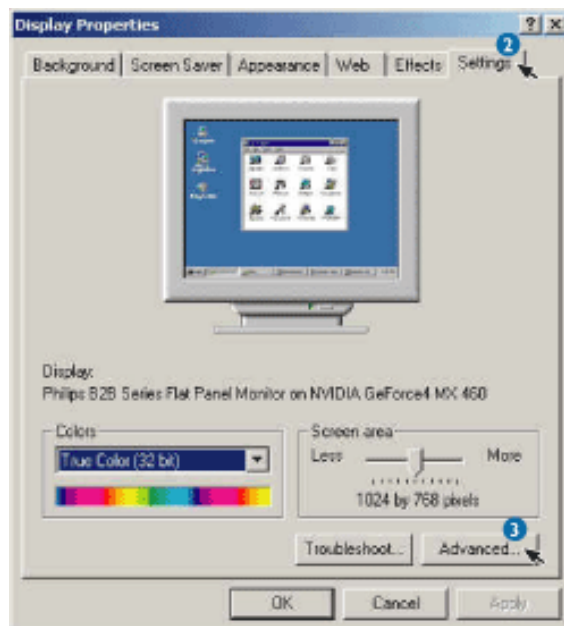 Display Properties
2
Background Screen Saver Appearance Web Effects Settings
Display:
Philips B2B Series Flat Panel Monitor on NVIDIA GeForce4 MX 460
Colors
True Color (32 bit)
Screen area
Less More
1024 by 768 pixels
3
Troubleshoot... Advanced...
OK Cancel Apply